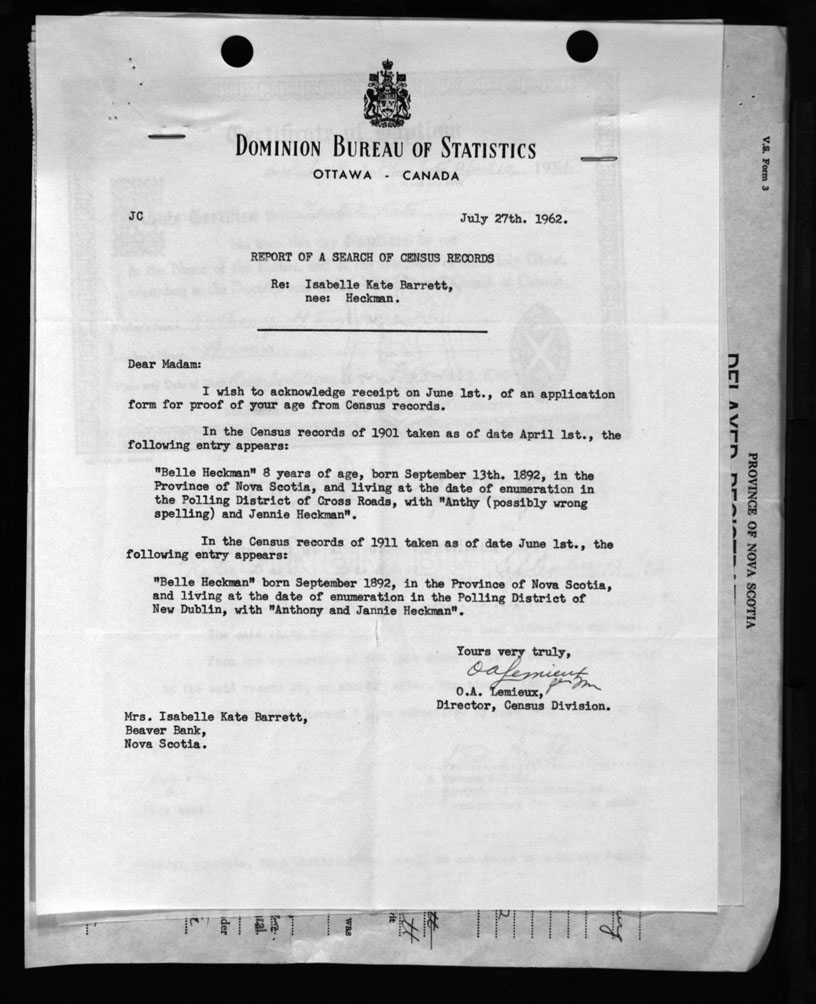 DOMINION BUREAU OF STATISTICS
OTTAWA - CANADA
JC
July 27th. 1962.
REPORT OF A SEARCH OF CENSUS RECORDS
Re: Isabelle Kate Barrett,
nee: Heckman.
Dear Madam:
I wish to acknowledge receipt on June 1st., of an application
form for proof of your age from Census records.
In the Census records of 1901 taken as of date April 1st., the
following entry appears:
"Belle Heckman" 8 years of age, born September 13th. 1892, in the
Province of Nova Scotia, and living at the date of enumeration in
the Polling District of Cross Roads, with "Anthy (possibly wrong
spelling) and Jennie Heckman".
In the Census records of 1911 taken as of date June 1st., the
following entry appears:
"Belle Heckman" born September 1892, in the Province of Nova Scotia,
and living at the date of enumeration in the Polling District of
New Dublin, with "Anthony and Jannie Heckman".
Yours very truly,
OALemieux
O.A. Lemieux,
Director, Census Division.
Mrs. Isabelle Kate Barrett,
Beaver Bank,
Nova Scotia.
V.S. Form 3
PROVINCE OF NOVA SCOTIA
was